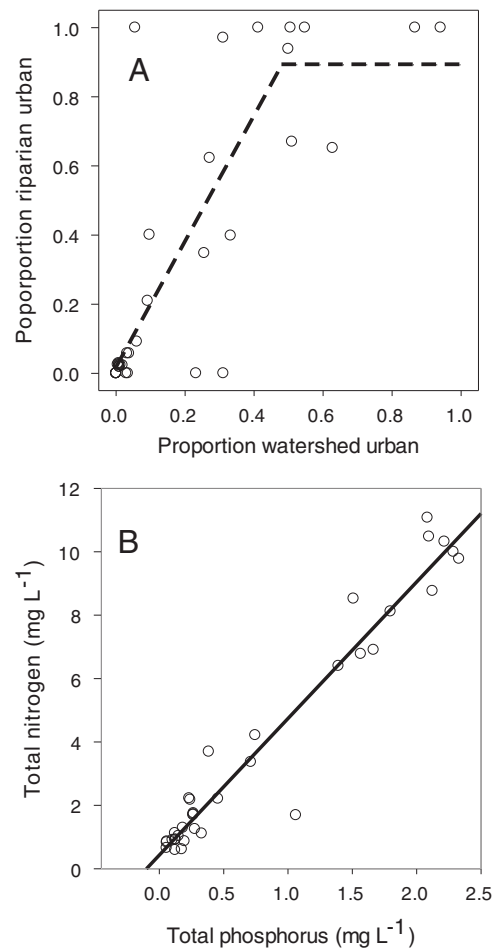 A
Poporportion riparian urban
1.0
0.8
0.6
0.4
0.2
0.0
0.0 0.2 0.4 0.6 0.8 1.0
Proportion watershed urban
B
Total nitrogen (mg L-1)
12
10
8
6
4
2
0
0.0 0.5 1.0 1.5 2.0 2.5
Total phosphorus (mg L-1)